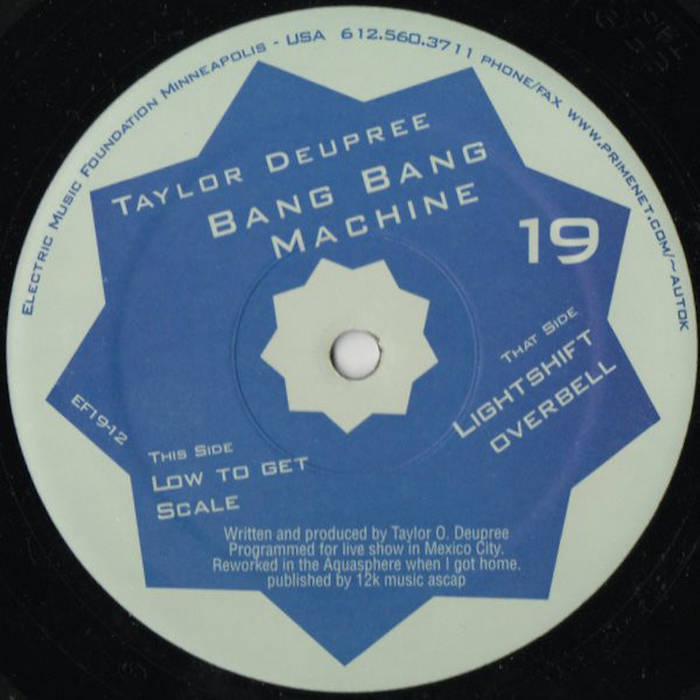 Electric Music Foundation Minneapolis - USA 612.560.3711 phone/fax www.primenet.com/~autok
Taylor Deupree
Bang Bang
Machine
19
That Side
Lightshift
overbell
EF19-12
This Side
Low to get
Scale
Written and produced by Taylor O. Deupree
Programmed for live show in Mexico City.
Reworked in the Aquasphere when I got home.
published by 12k music ascap